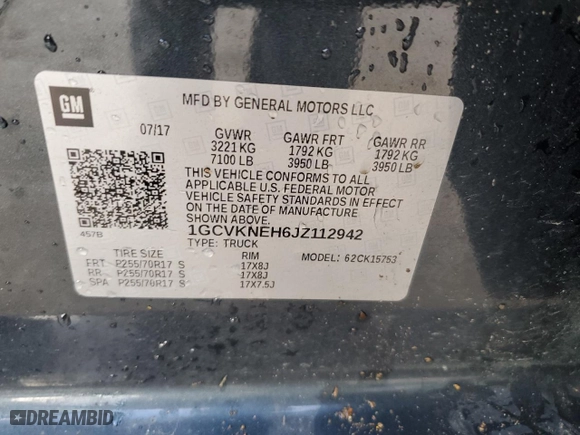 GM
MFD BY GENERAL MOTORS LLC
07/17 GVWR GAWR FRT GAWR RR
3221 KG 1792 KG 1792 KG
7100 LB 3950 LB 3950 LB
THIS VEHICLE CONFORMS TO ALL
APPLICABLE U.S. FEDERAL MOTOR
VEHICLE SAFETY STANDARDS IN EFFECT
ON THE DATE OF MANUFACTURE
SHOWN ABOVE.
457B
1GCVKNEH6JZ112942
TYPE: TRUCK
MODEL: 62CK15753
TIRE SIZE RIM
FRT P255/70R17 S 17X8J
RR P255/70R17 S 17X8J
SPA P255/70R17 S 17X7.5J
DREAMBID